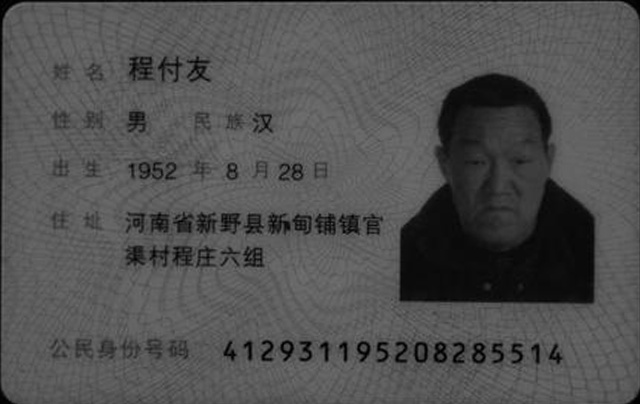 姓名 程付友
性别 男 民族 汉
出生 1952 年 8 月 28 日
住址 河南省新野县新甸铺镇官
渠村程庄六组
公民身份号码 412931195208285514